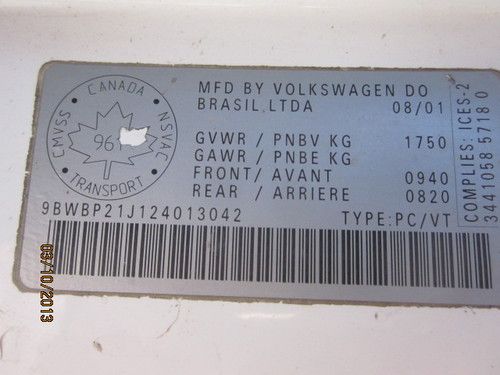 CANADA
CMVSS
NSVAC
96
TRANSPORT
MFD BY VOLKSWAGEN DO
BRASIL LTDA 08/01
GVWR / PNBV KG 1750
GAWR / PNBE KG
FRONT/ AVANT 0940
REAR / ARRIERE 0820
9BWBP21J124013042 TYPE:PC/VT
COMPLIES: ICES-2
3441058 57180
03/10/2013